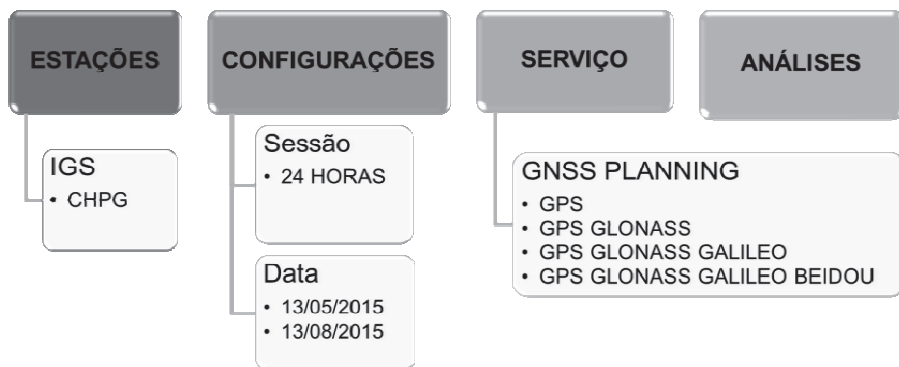 ESTAÇÕES
IGS
• CHPG
CONFIGURAÇÕES
Sessão
• 24 HORAS
Data
• 13/05/2015
• 13/08/2015
SERVIÇO
GNSS PLANNING
• GPS
• GPS GLONASS
• GPS GLONASS GALILEO
• GPS GLONASS GALILEO BEIDOU
ANÁLISES